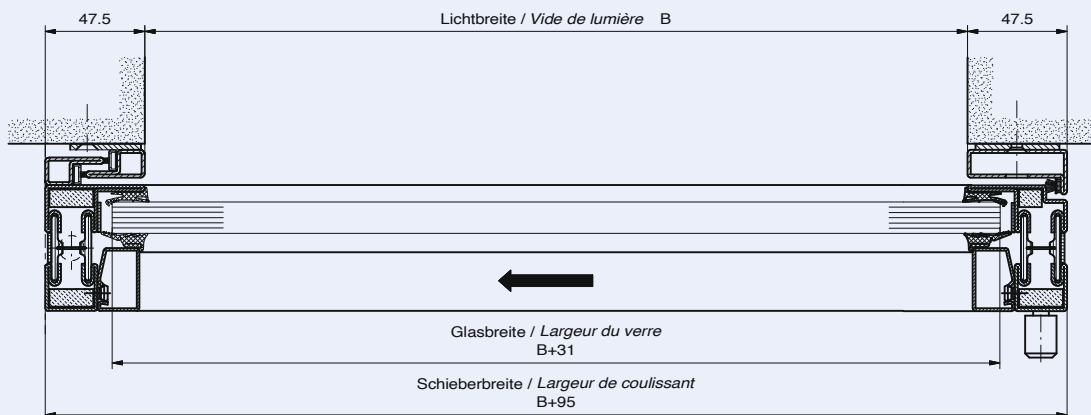 47.5
Lichtbreite / Vide de lumière B
47.5
Glasbreite / Largeur du verre
B+31
Schieberbreite / Largeur de coulissant
B+95